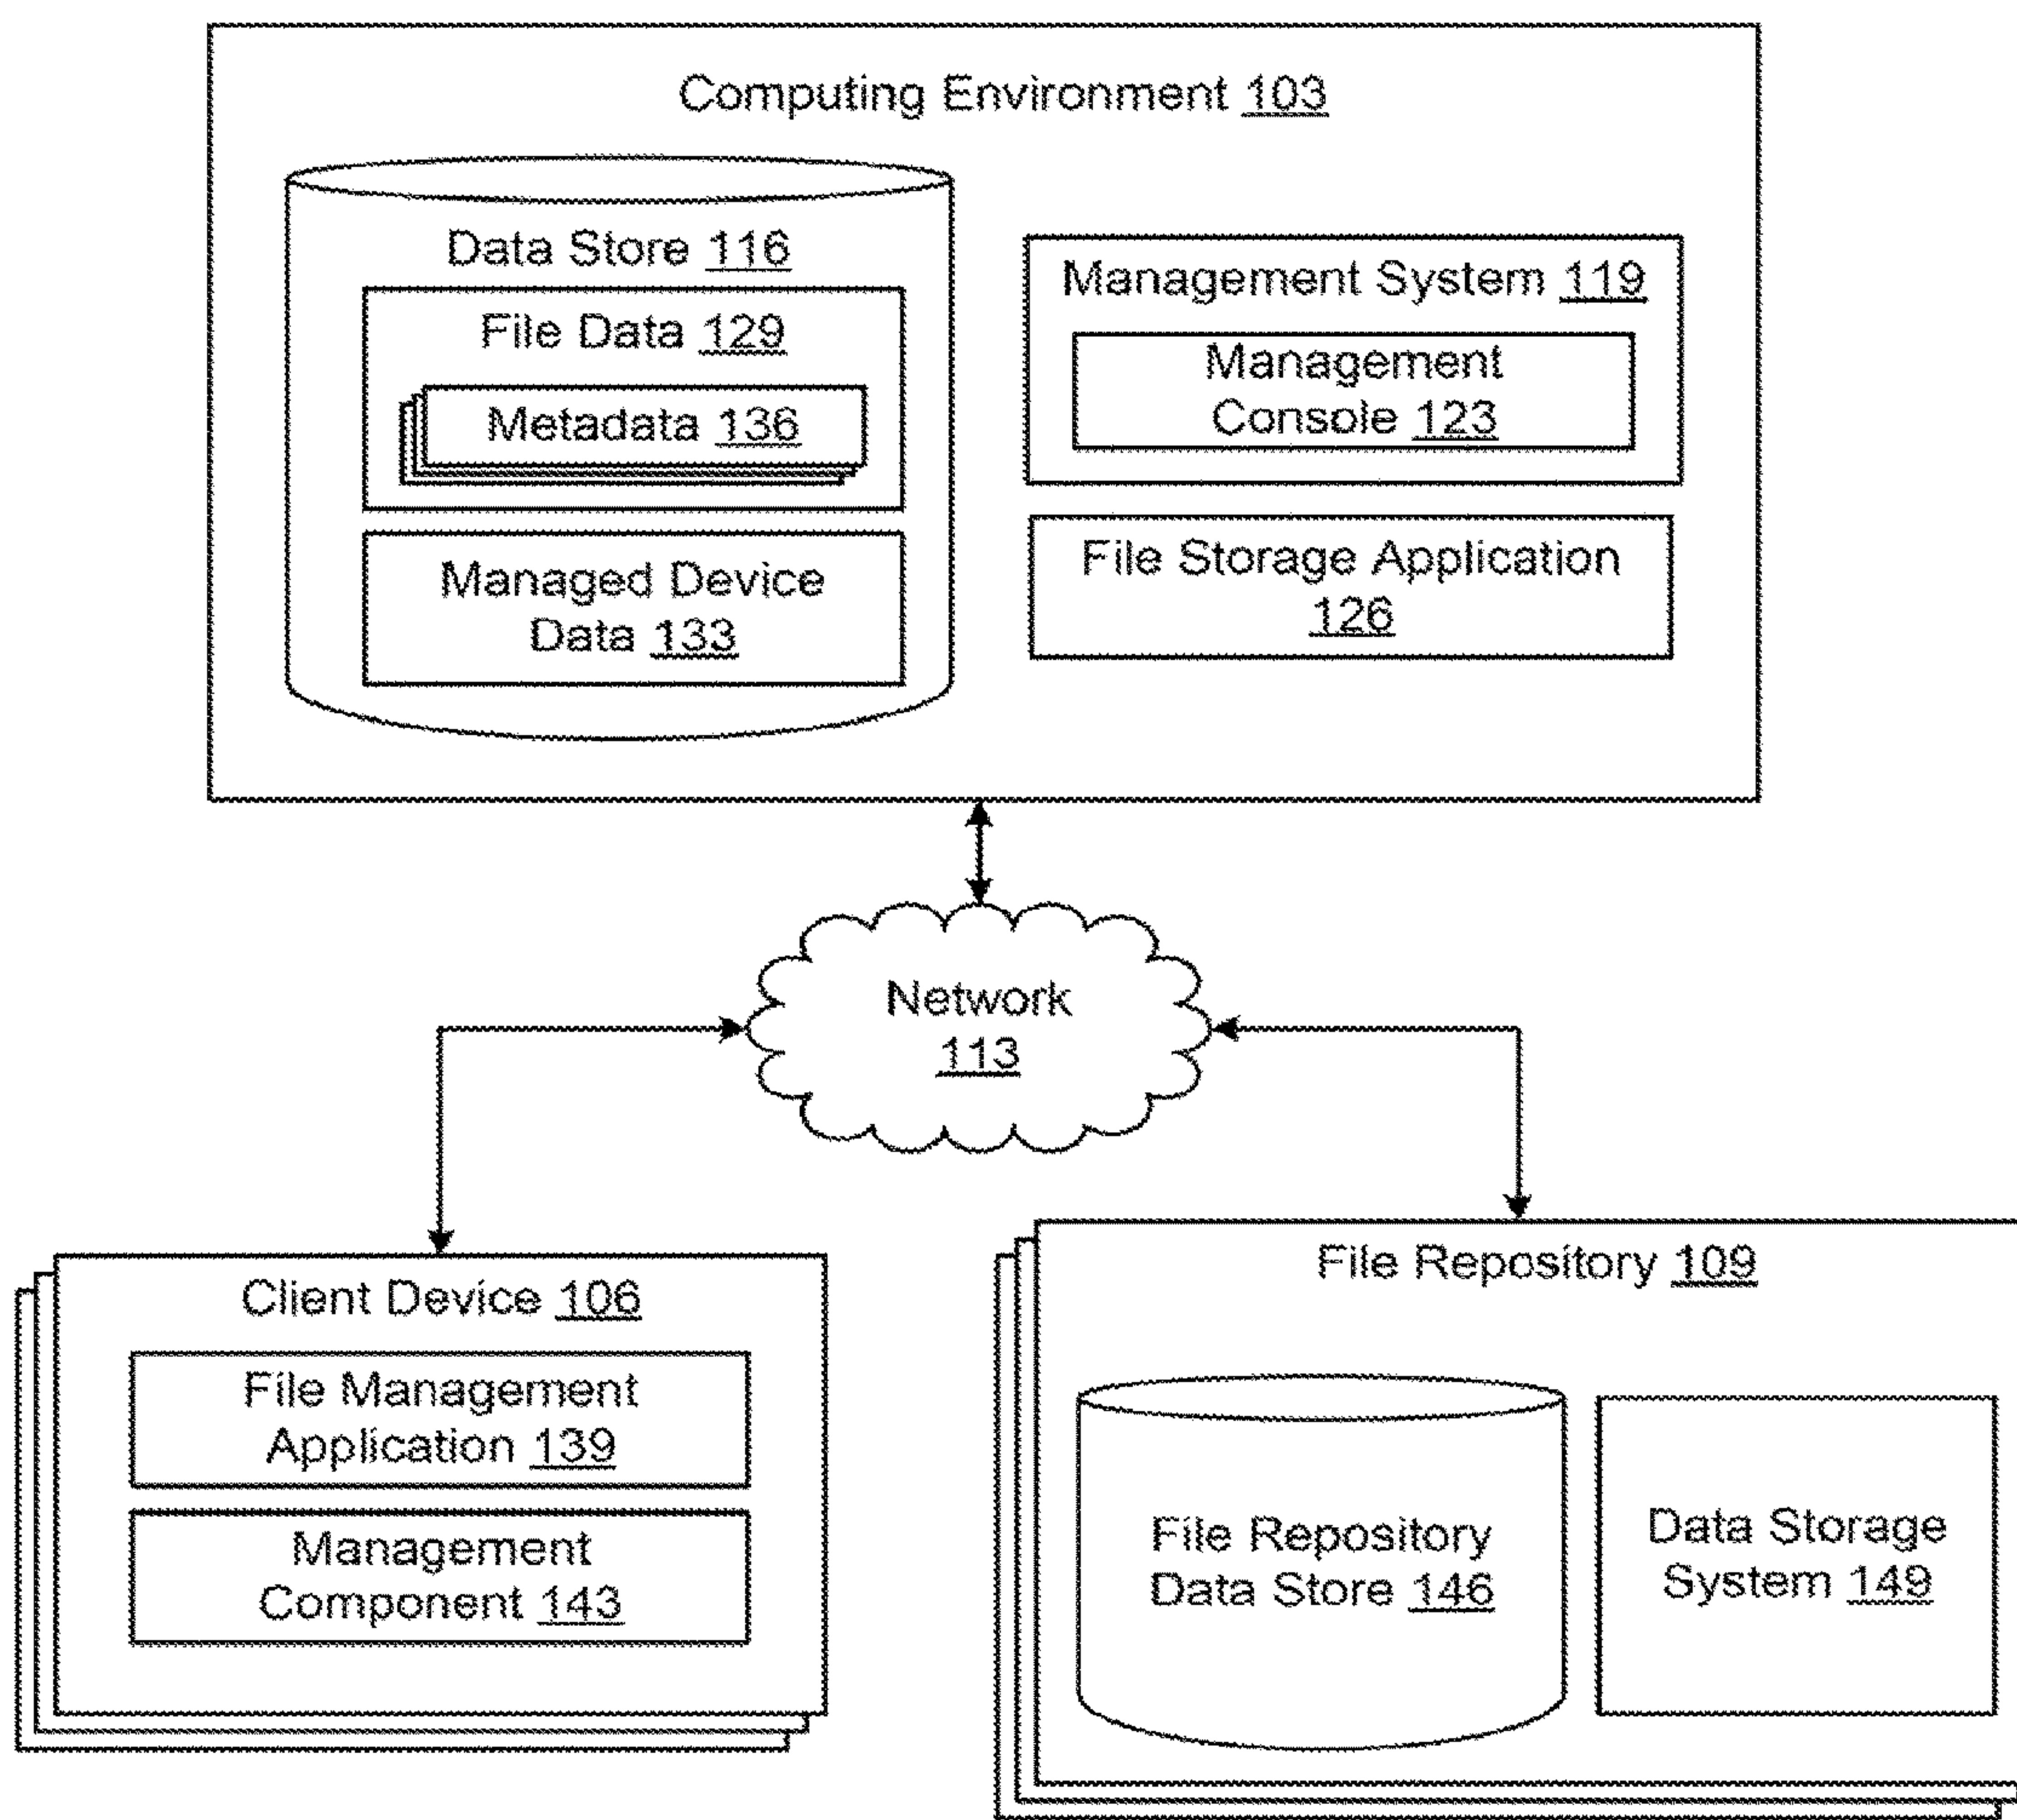 Computing Environment 103
Data Store 116
File Data 129
Metadata 136
Managed Device
Data 133
Management System 119
Management
Console 123
File Storage Application
126
Network
113
Client Device 106
File Management
Application 139
Management
Component 143
File Repository 109
File Repository
Data Store 146
Data Storage
System 149